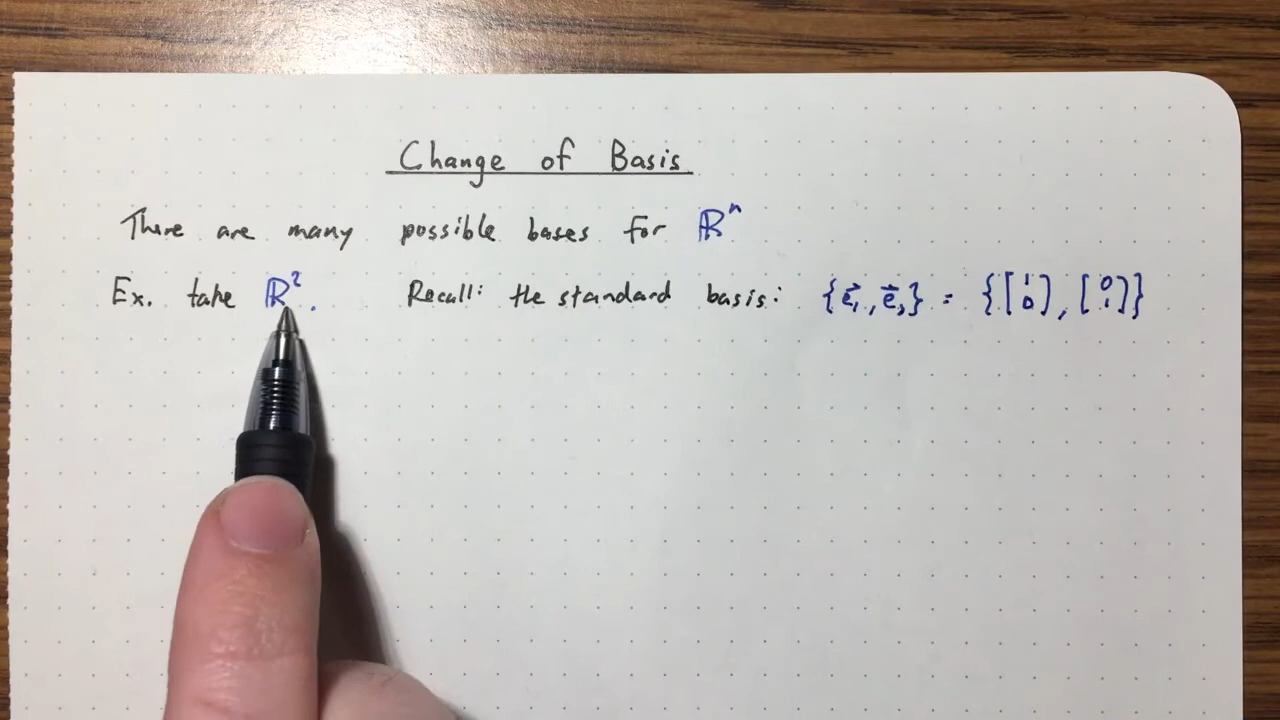 Change of Basis
There are many possible bases for ℝⁿ
Ex. take ℝ². Recall: the standard basis: {e⃗₁, e⃗₂} = {[1 0], [0 1]}